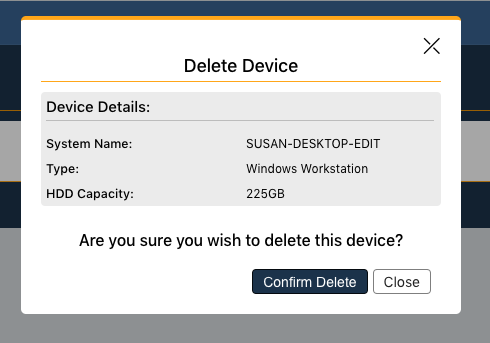 Delete Device
Device Details:
System Name: SUSAN-DESKTOP-EDIT
Type: Windows Workstation
HDD Capacity: 225GB
Are you sure you wish to delete this device?
Confirm Delete Close